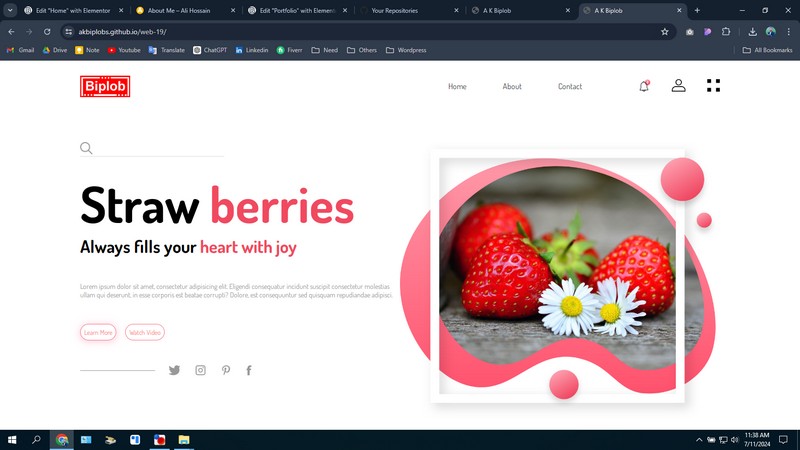 Edit "Home" with Elementor
About Me – Ali Hossain
Edit "Portfolio" with Elementor
Your Repositories
A K Biplob
A K Biplob
akbiplobs.github.io/web-19/
Gmail
Drive
Note
Youtube
Translate
ChatGPT
Linkedin
Fiverr
Need
Others
Wordpress
All Bookmarks
Biplob
Home
About
Contact
Straw berries
Always fills your heart with joy
Lorem ipsum dolor sit amet, consectetur adipisicing elit. Eligendi consequatur incidunt suscipit consectetur molestias
ullam qui deserunt, in esse corporis est beatae corrupti? Dolore, est consequuntur sed quisquam repudiandae adipisci.
Learn More
Watch Video
11:38 AM
7/11/2024